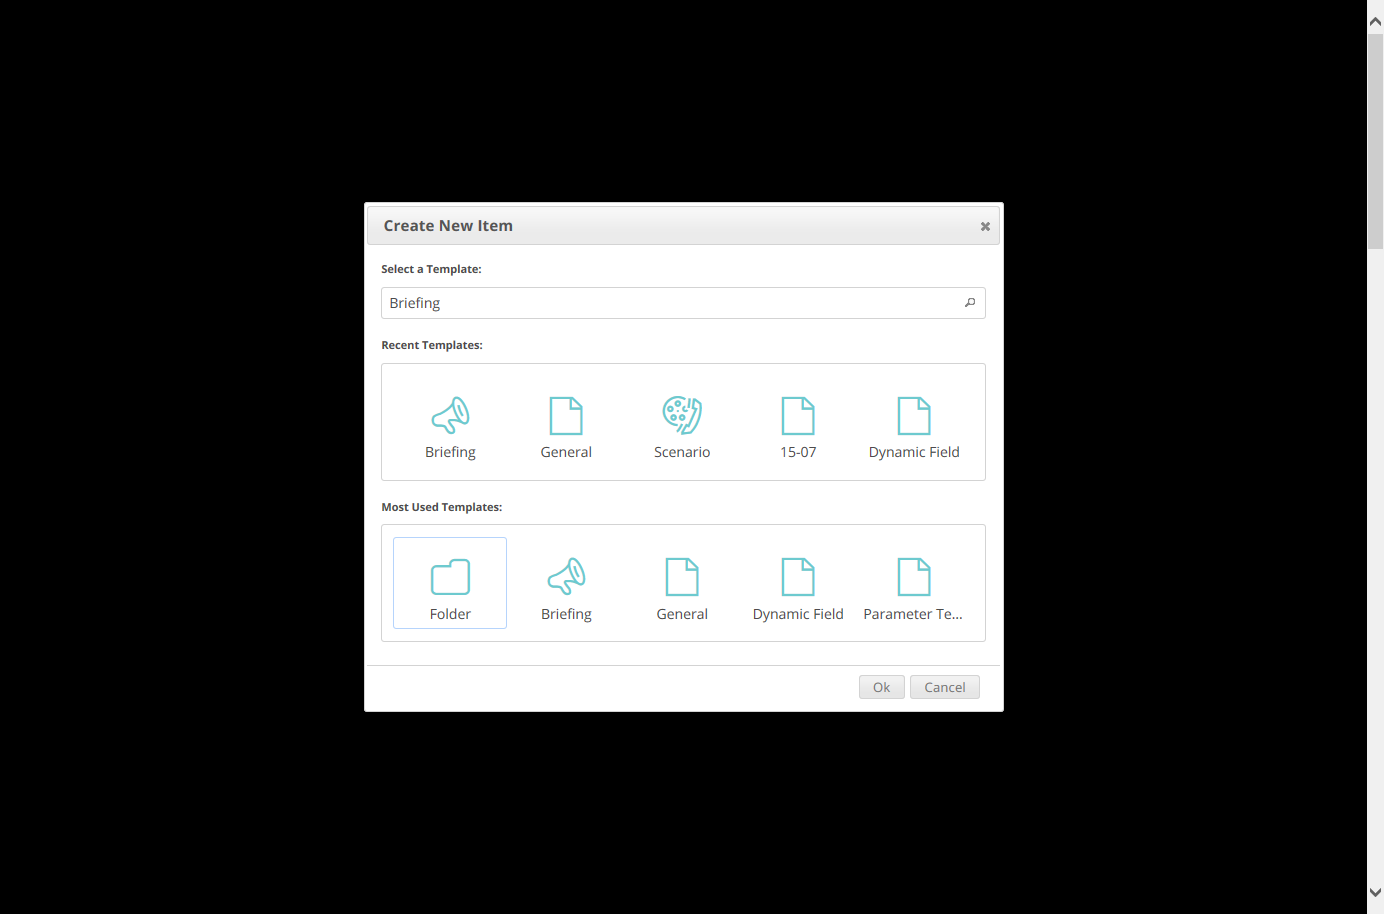 Create New Item
Select a Template:
Briefing
Recent Templates:
Briefing General Scenario 15-07 Dynamic Field
Most Used Templates:
Folder Briefing General Dynamic Field Parameter Te...
Ok Cancel